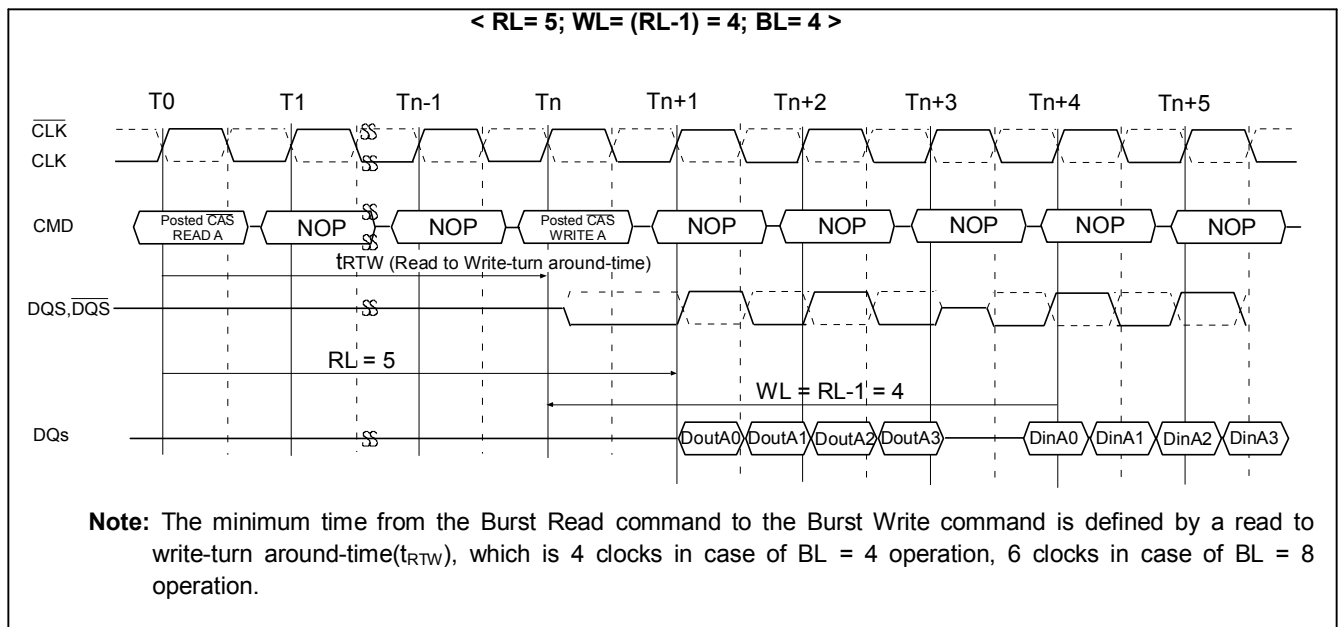 < RL= 5; WL= (RL-1) = 4; BL= 4 >
T0 T1 Tn-1 Tn Tn+1 Tn+2 Tn+3 Tn+4 Tn+5
CLK
CLK
CMD
Posted CAS
READ A
NOP
NOP
Posted CAS
WRITE A
NOP
NOP
NOP
NOP
NOP
tRTW (Read to Write-turn around-time)
DQS,DQS
RL = 5
WL = RL-1 = 4
DQs
DoutA0 DoutA1 DoutA2 DoutA3 DinA0 DinA1 DinA2 DinA3
Note: The minimum time from the Burst Read command to the Burst Write command is defined by a read to
write-turn around-time(tRTW), which is 4 clocks in case of BL = 4 operation, 6 clocks in case of BL = 8
operation.